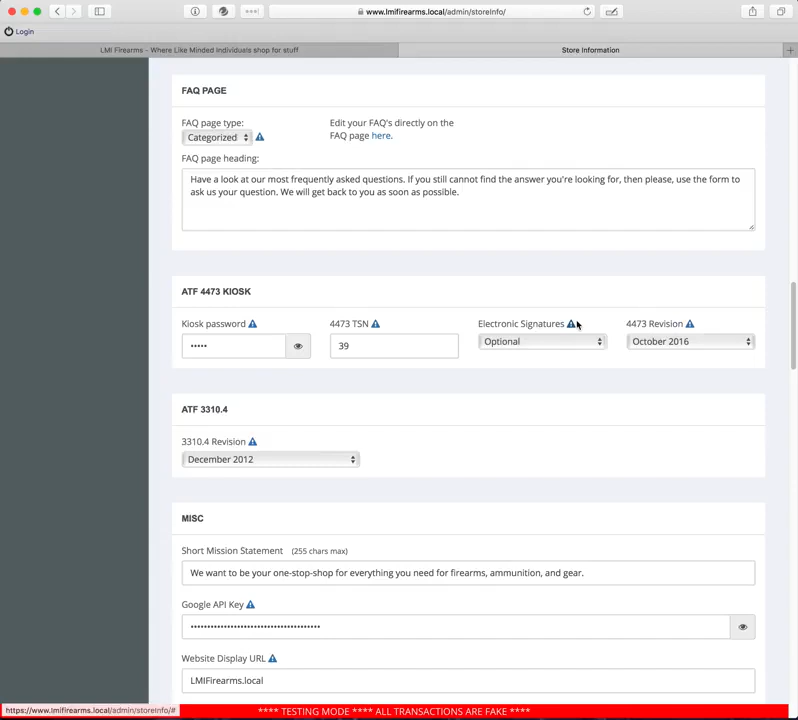 www.lmifirearms.local/admin/storeInfo/
Login
LMI Firearms – Where Like Minded Individuals shop for stuff
Store Information
FAQ PAGE
FAQ page type:
Categorized
Edit your FAQ's directly on the
FAQ page here.
FAQ page heading:
Have a look at our most frequently asked questions. If you still cannot find the answer you're looking for, then please, use the form to
ask us your question. We will get back to you as soon as possible.
ATF 4473 KIOSK
Kiosk password
4473 TSN
Electronic Signatures
4473 Revision
•••••
39
Optional
October 2016
ATF 3310.4
3310.4 Revision
December 2012
MISC
Short Mission Statement (255 chars max)
We want to be your one-stop-shop for everything you need for firearms, ammunition, and gear.
Google API Key
•••••••••••••••••••••••••••••••••••••••
Website Display URL
LMIFirearms.local
https://www.lmifirearms.local/admin/storeInfo/#
**** TESTING MODE **** ALL TRANSACTIONS ARE FAKE ****